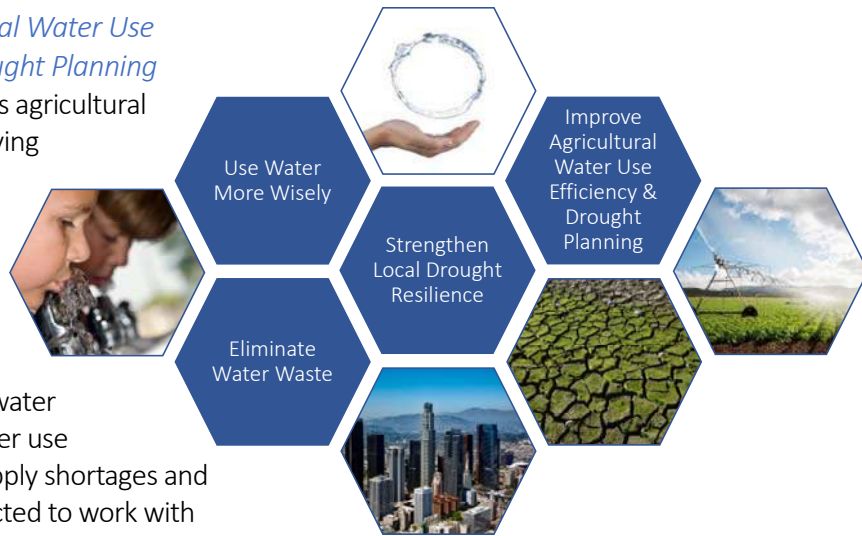 al Water Use
ught Planning
s agricultural
ving
water
er use
pply shortages and
cted to work with
Use Water
More Wisely
Improve
Agricultural
Water Use
Efficiency &
Drought
Planning
Strengthen
Local Drought
Resilience
Eliminate
Water Waste